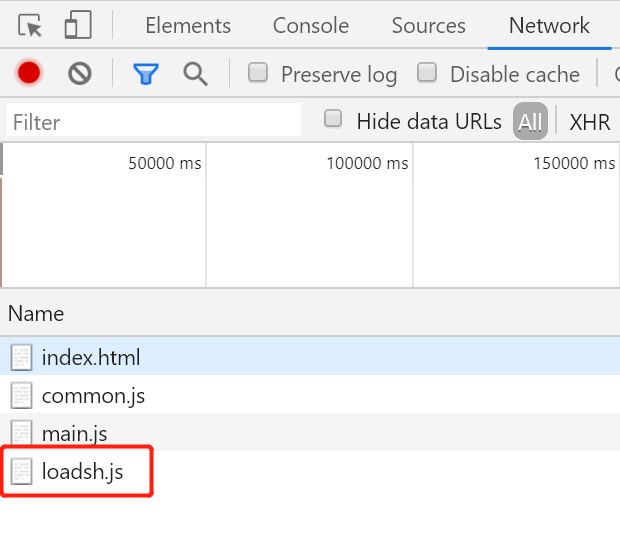 Elements Console Sources Network
Preserve log Disable cache
Filter Hide data URLs All XHR
50000 ms 100000 ms 150000 ms
Name
index.html
common.js
main.js
loadsh.js